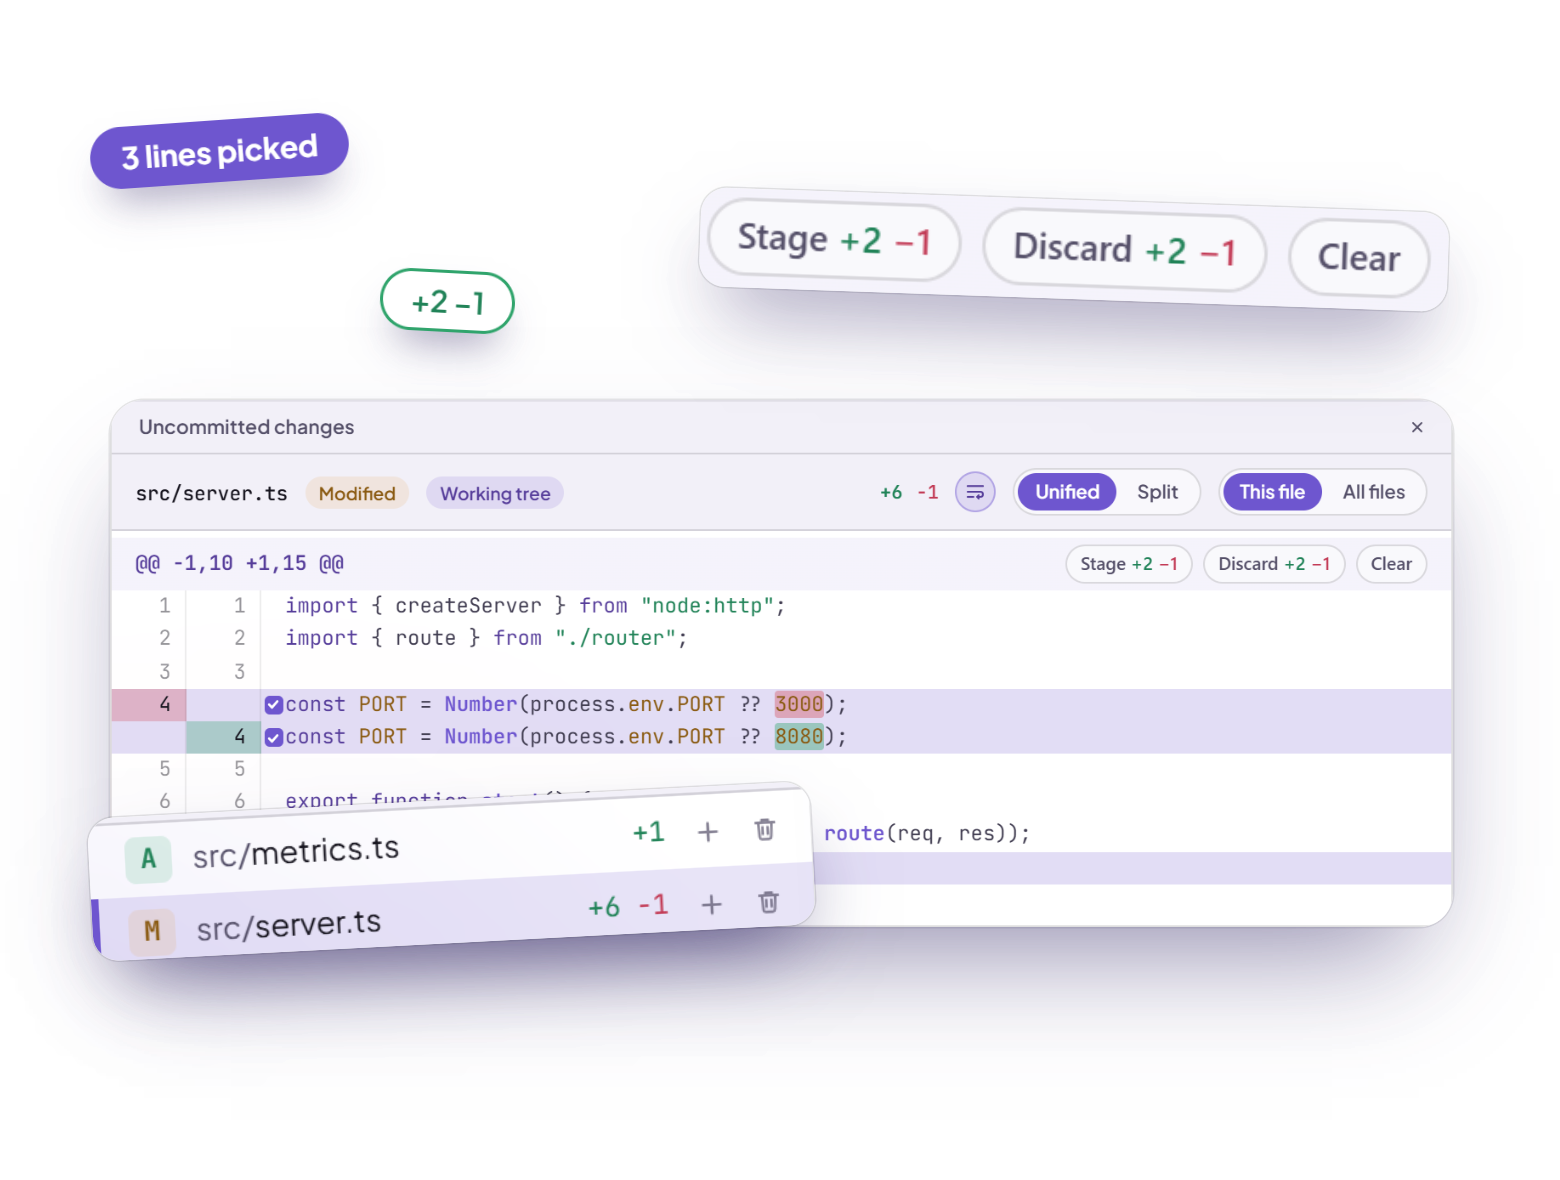 3 lines picked
Stage +2 −1 Discard +2 −1 Clear
+2 −1
Uncommitted changes ×
src/server.ts Modified Working tree +6 -1 Unified Split This file All files
@@ -1,10 +1,15 @@ Stage +2 −1 Discard +2 −1 Clear
1 1 import { createServer } from "node:http";
2 2 import { route } from "./router";
3 3
4 const PORT = Number(process.env.PORT ?? 3000);
4 const PORT = Number(process.env.PORT ?? 8080);
5 5
6 6 export function start() {
route(req, res));
A src/metrics.ts +1
M src/server.ts +6 -1